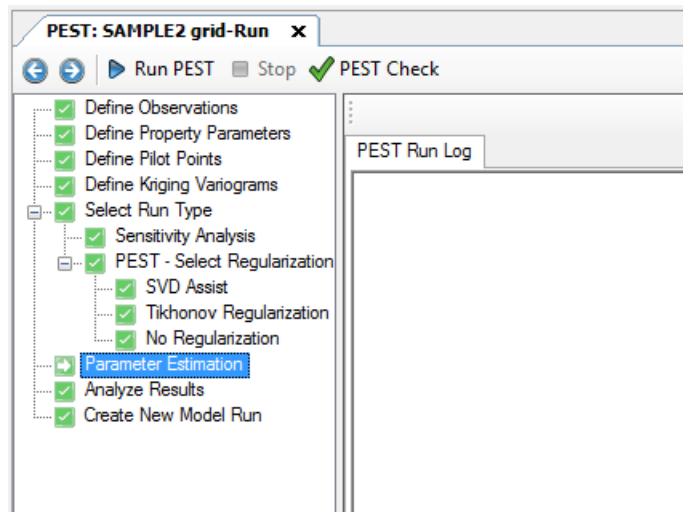 PEST: SAMPLE2 grid-Run x
Run PEST Stop PEST Check
Define Observations
Define Property Parameters
Define Pilot Points
Define Kriging Variograms
Select Run Type
Sensitivity Analysis
PEST - Select Regularization
SVD Assist
Tikhonov Regularization
No Regularization
Parameter Estimation
Analyze Results
Create New Model Run
PEST Run Log